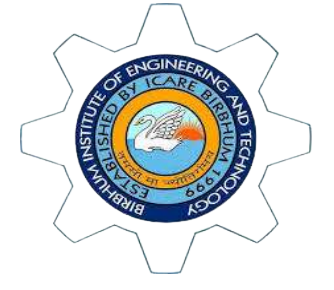 BIRBHUM INSTITUTE OF ENGINEERING AND TECHNOLOGY
ESTABLISHED BY ICARE BIRBHUM 1999